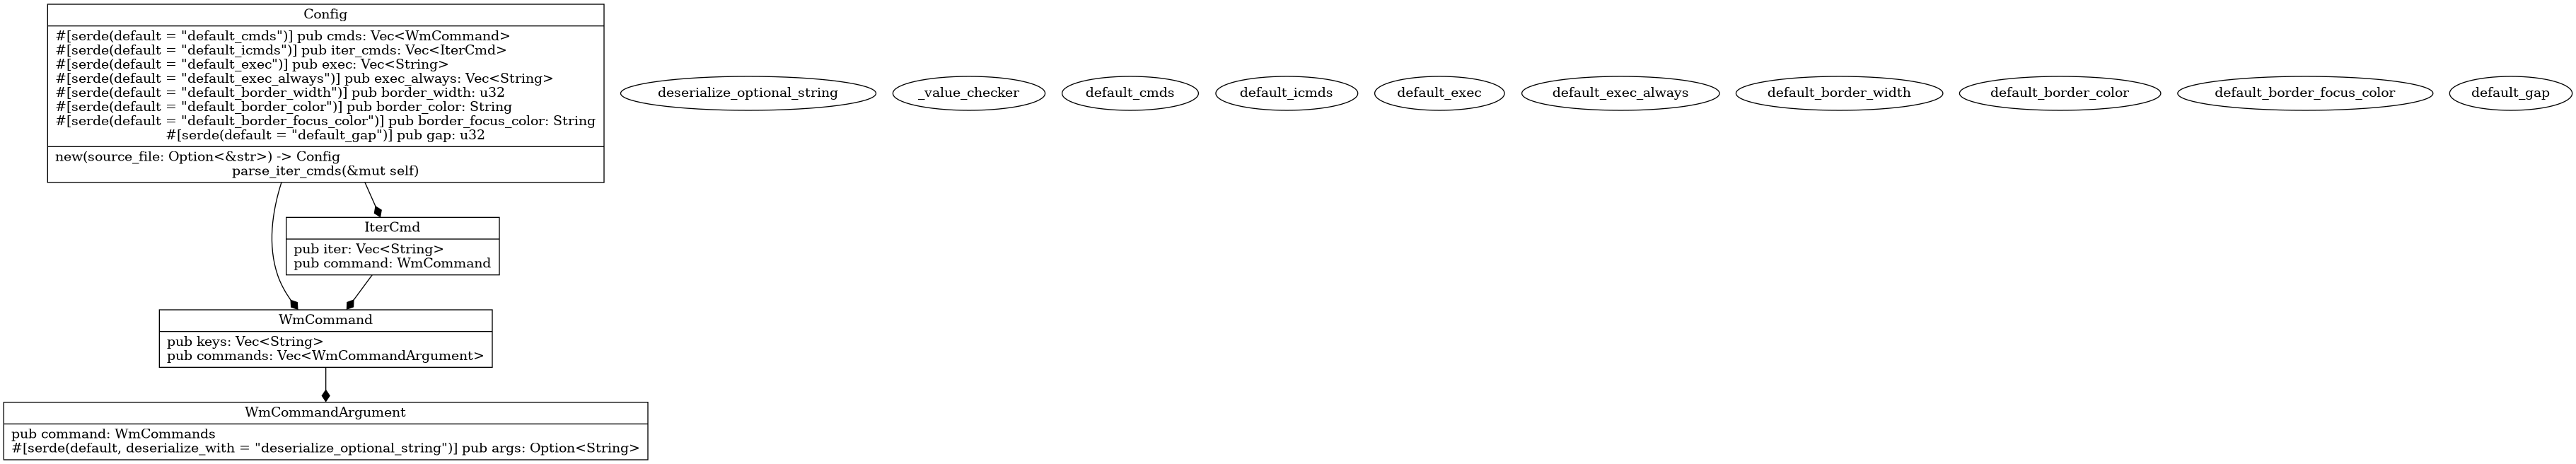 Config
#[serde(default = "default_cmds")] pub cmds: Vec<WmCommand>
#[serde(default = "default_icmds")] pub iter_cmds: Vec<IterCmd>
#[serde(default = "default_exec")] pub exec: Vec<String>
#[serde(default = "default_exec_always")] pub exec_always: Vec<String>
#[serde(default = "default_border_width")] pub border_width: u32
#[serde(default = "default_border_color")] pub border_color: String
#[serde(default = "default_border_focus_color")] pub border_focus_color: String
#[serde(default = "default_gap")] pub gap: u32
new(source_file: Option<&str>) -> Config
parse_iter_cmds(&mut self)
deserialize_optional_string
_value_checker
default_cmds
default_icmds
default_exec
default_exec_always
default_border_width
default_border_color
default_border_focus_color
default_gap
IterCmd
pub iter: Vec<String>
pub command: WmCommand
WmCommand
pub keys: Vec<String>
pub commands: Vec<WmCommandArgument>
WmCommandArgument
pub command: WmCommands
#[serde(default, deserialize_with = "deserialize_optional_string")] pub args: Option<String>